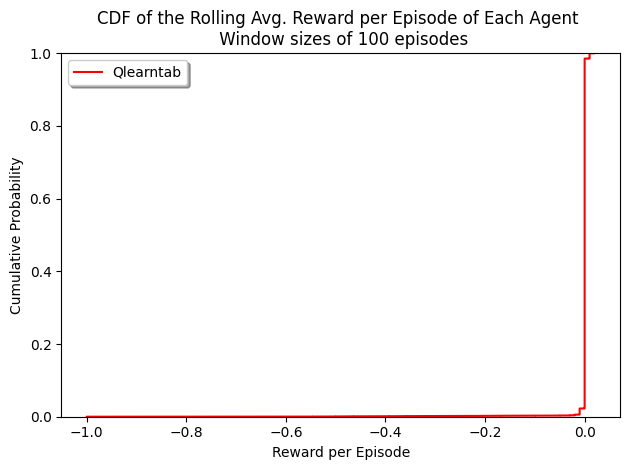 CDF of the Rolling Avg. Reward per Episode of Each Agent
Window sizes of 100 episodes
Qlearntab
1.0
0.8
0.6
0.4
0.2
0.0
Cumulative Probability
−1.0 −0.8 −0.6 −0.4 −0.2 0.0
Reward per Episode